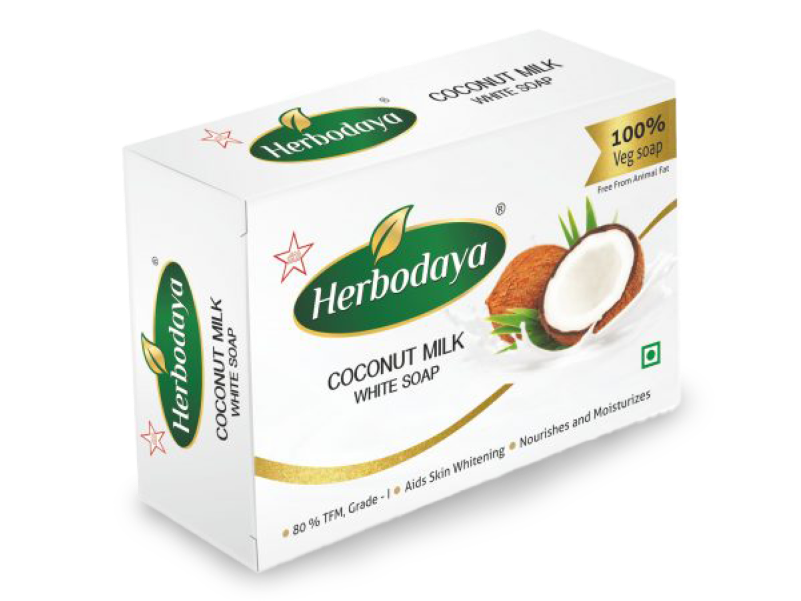 Herbodaya
®
COCONUT MILK
WHITE SOAP
100%
Veg soap
Free From Animal Fat
Herbodaya
®
COCONUT MILK
WHITE SOAP
80 % TFM, Grade - I • Aids Skin Whitening • Nourishes and Moisturizes
Herbodaya
®
COCONUT MILK
WHITE SOAP